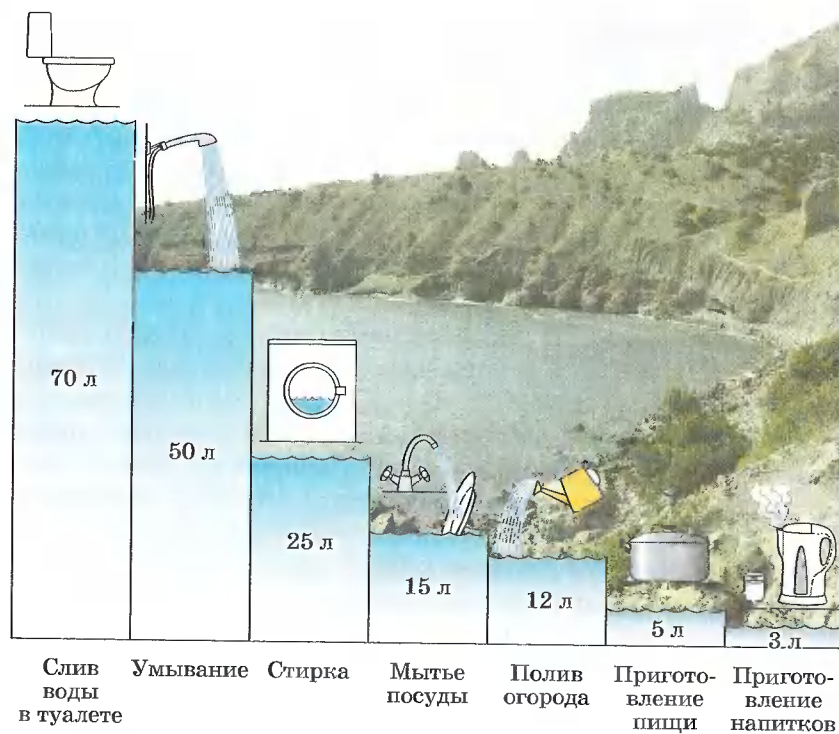 70 л
50 л
25 л
15 л
12 л
5 л
3 л
Слив
воды
в туалете
Умывание
Стирка
Мытье
посуды
Полив
огорода
Пригото-
вление
пищи
Пригото-
вление
напитков